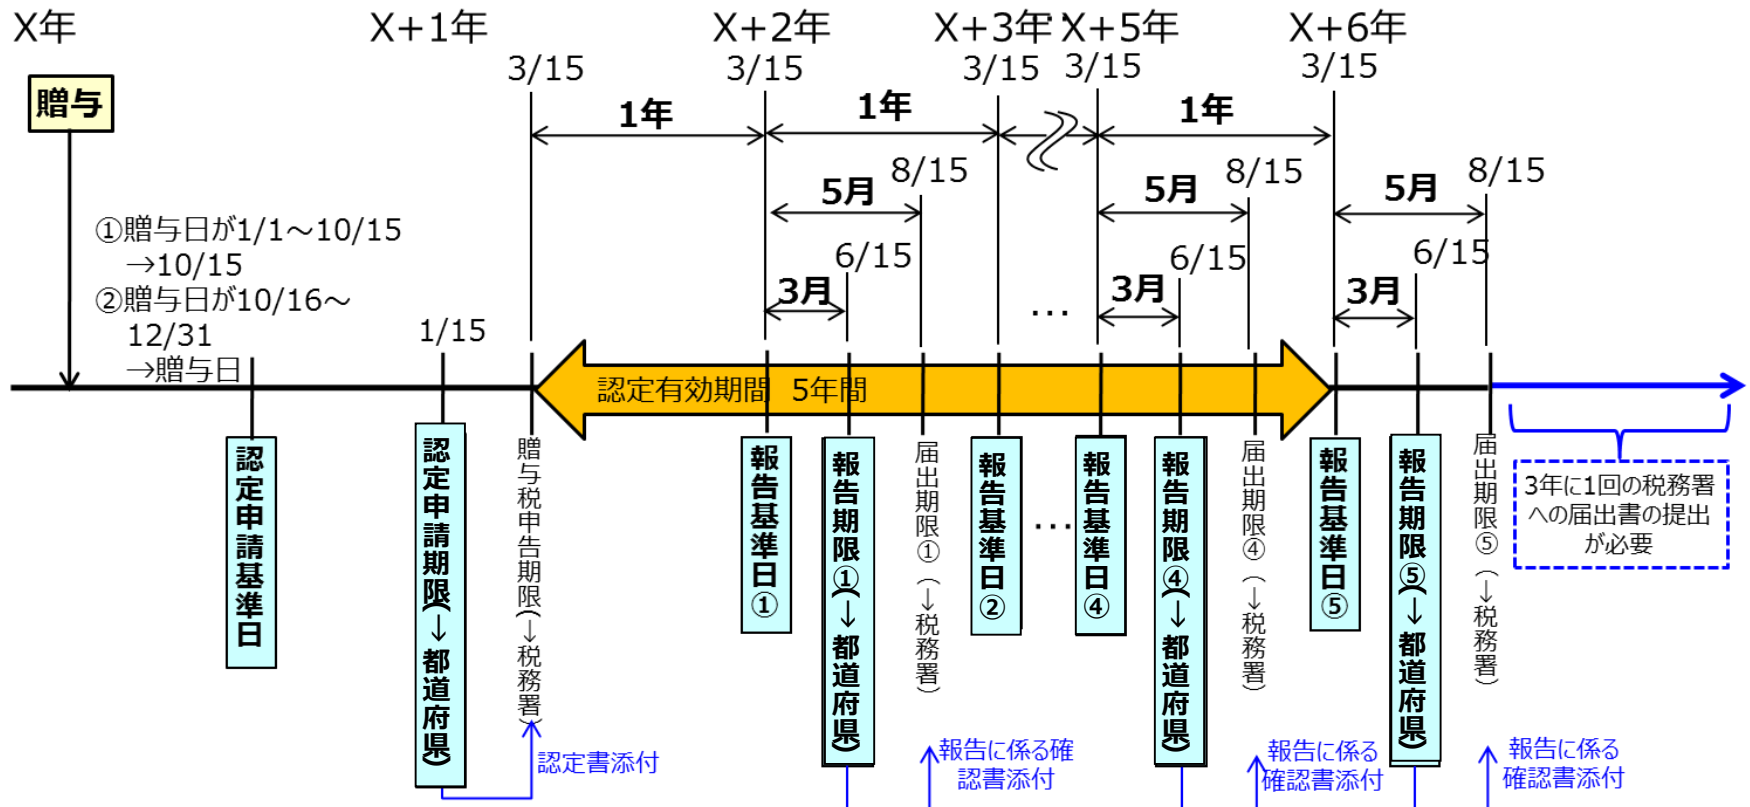 X年
X+1年
X+2年
X+3年
‥
X+5年
X+6年
3/15
3/15
3/15
3/15
3/15
贈与
1年
1年
1年
8/15
8/15
8/15
5月
5月
5月
6/15
6/15
6/15
3月
3月
3月
…
①贈与日が1/1～10/15
→10/15
②贈与日が10/16～
12/31
→贈与日
1/15
認定有効期間 5年間
認定申請基準日
認定申請期限(→都道府県)
贈与税申告期限(→税務署)
報告基準日①
報告期限①(→都道府県)
届出期限①(→税務署)
報告基準日②
…
報告基準日④
報告期限④(→都道府県)
届出期限④(→税務署)
報告基準日⑤
報告期限⑤(→都道府県)
届出期限⑤(→税務署)
3年に1回の税務署
への届出書の提出
が必要
認定書添付
報告に係る確
認書添付
報告に係る
確認書添付
報告に係る
確認書添付